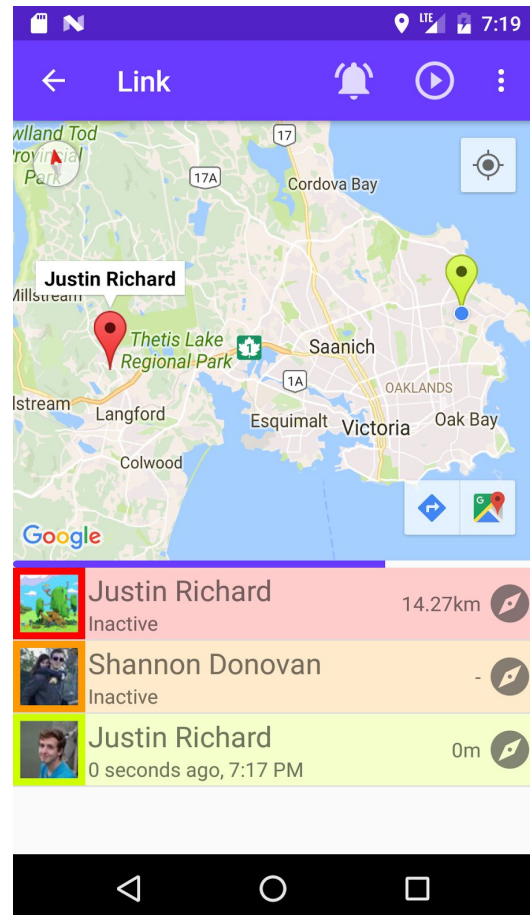 LTE
7:19
Link
wlland Tod
Provincial
Park
17
17A
Cordova Bay
Justin Richard
Millstream
Thetis Lake
Regional Park
1
Saanich
1A
OAKLANDS
lstream
Langford
Esquimalt
Victoria
Oak Bay
Colwood
Google
G
Justin Richard
14.27km
Inactive
Shannon Donovan
-
Inactive
Justin Richard
0m
0 seconds ago, 7:17 PM